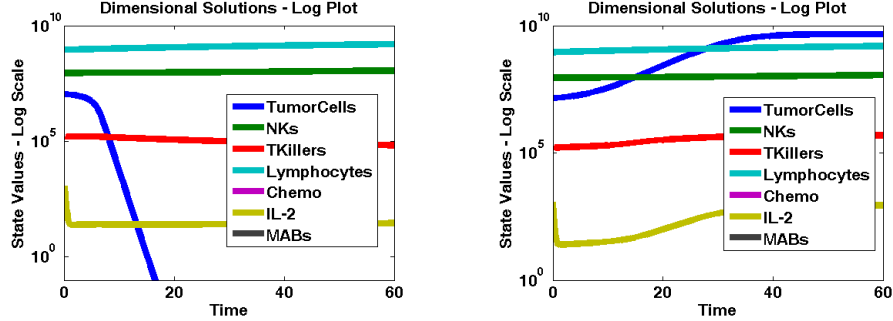 Dimensional Solutions - Log Plot
State Values - Log Scale
10^10
10^5
10^0
TumorCells
NKs
TKillers
Lymphocytes
Chemo
IL-2
MABs
0 20 40 60
Time
Dimensional Solutions - Log Plot
State Values - Log Scale
10^10
10^5
10^0
TumorCells
NKs
TKillers
Lymphocytes
Chemo
IL-2
MABs
0 20 40 60
Time